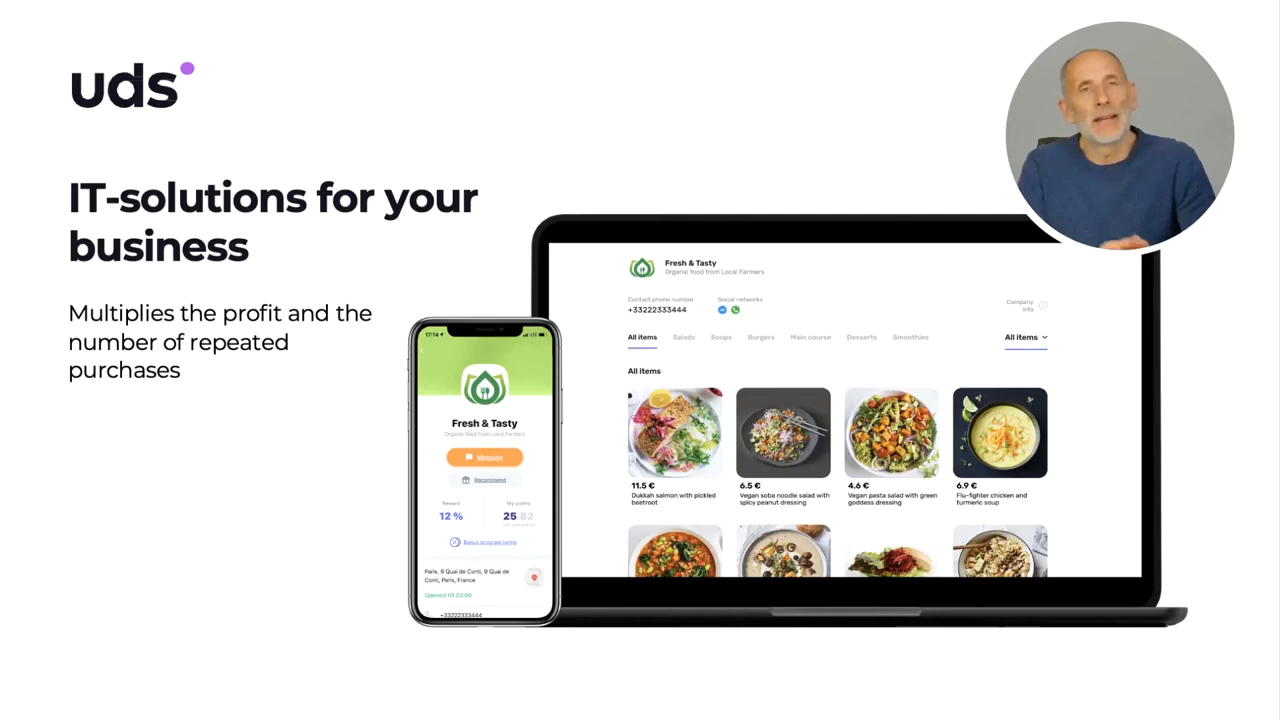 uds
IT-solutions for your
business
Multiplies the profit and the
number of repeated
purchases
17:14
LTE
Fresh & Tasty
Organic food from Local Farmers
Message
Recommend
Reward
My points
12 %
25.82
Bonus program terms
Paris, 9 Quai de Conti, 9 Quai de
Conti, Paris, France
Opened till 23:00
+33222333444
Fresh & Tasty
Organic food from Local Farmers
Contact phone number
Social networks
+33222333444
Company
info
All items
Salads
Soups
Burgers
Main course
Desserts
Smoothies
All items
All items
11.5 €
Dukkah salmon with pickled
beetroot
6.5 €
Vegan soba noodle salad with
spicy peanut dressing
4.6 €
Vegan pasta salad with green
goddess dressing
6.9 €
Flu-fighter chicken and
turmeric soup